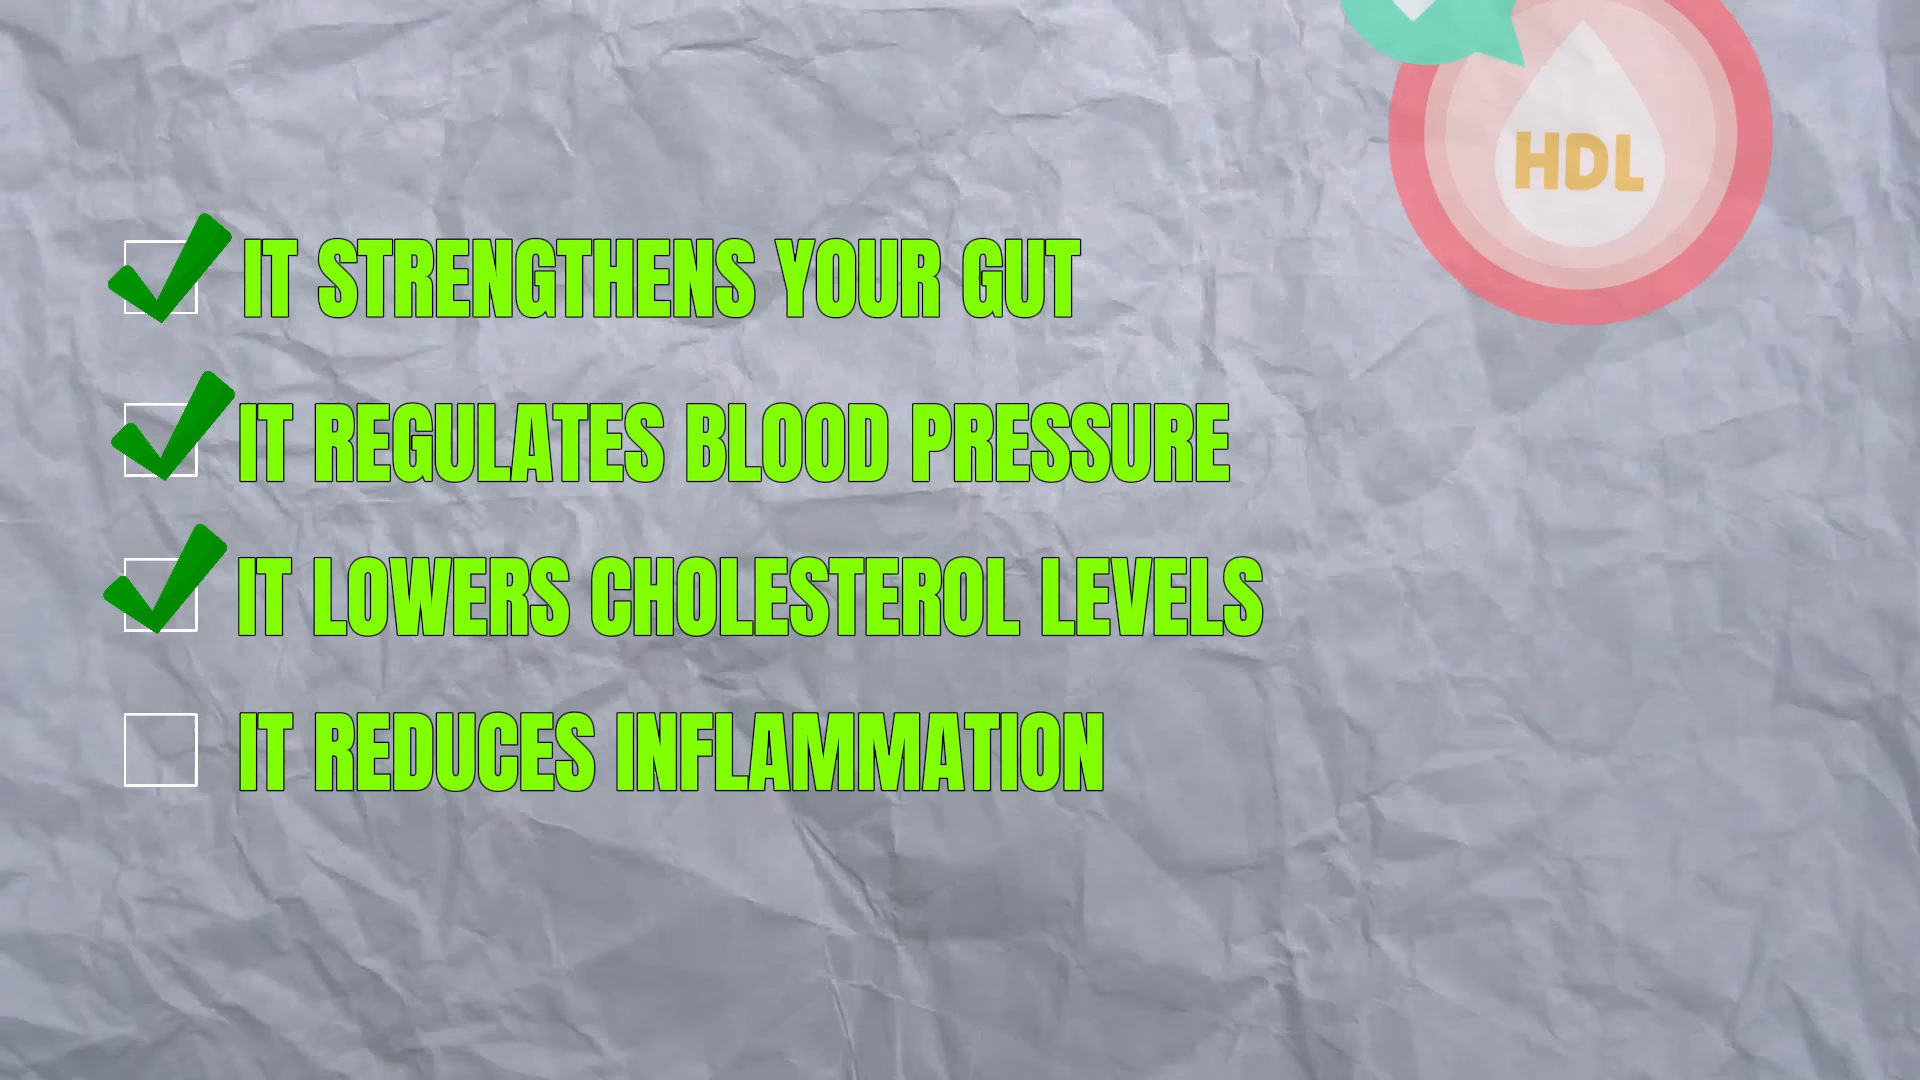 HDL
IT STRENGTHENS YOUR GUT
IT REGULATES BLOOD PRESSURE
IT LOWERS CHOLESTEROL LEVELS
IT REDUCES INFLAMMATION